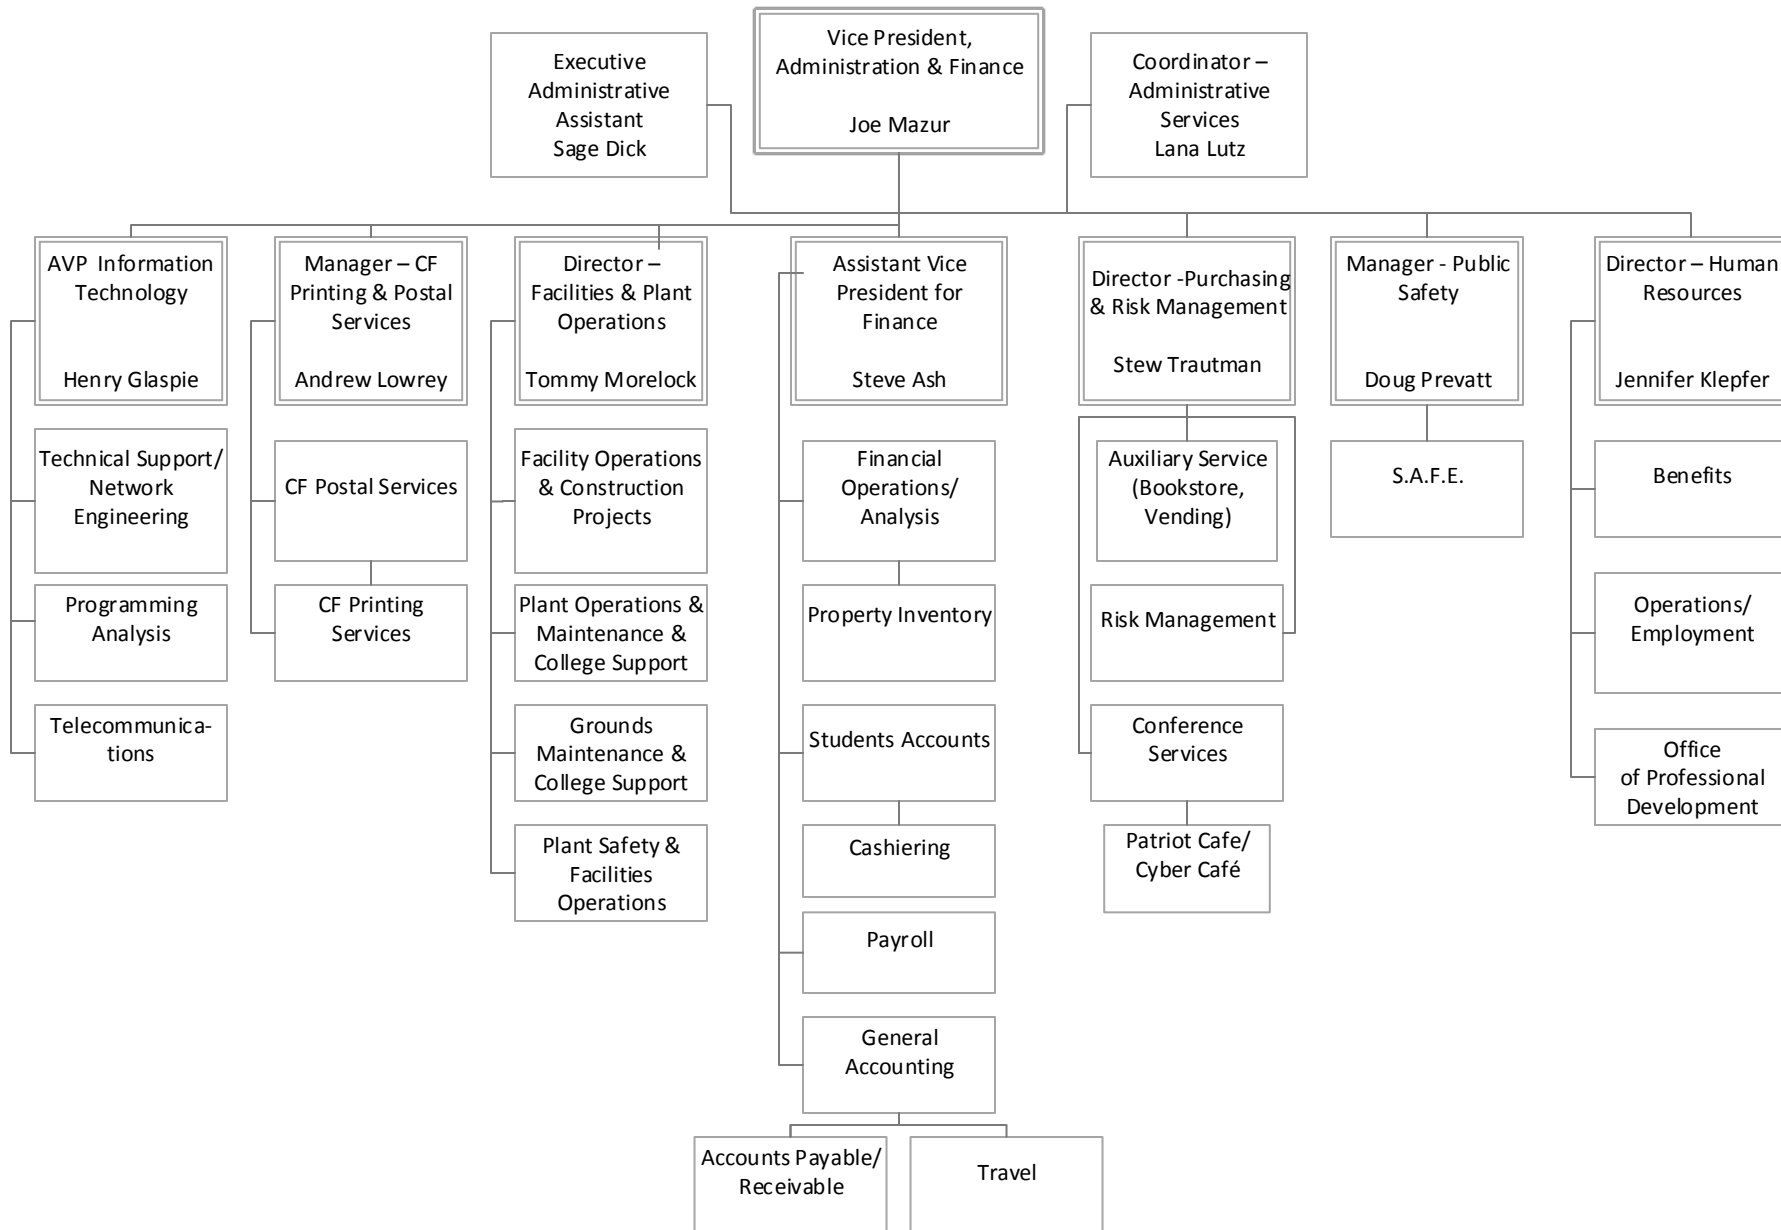 Executive
Administrative
Assistant
Sage Dick
Vice President,
Administration & Finance
Joe Mazur
Coordinator –
Administrative
Services
Lana Lutz
AVP Information
Technology
Henry Glaspie
Manager – CF
Printing & Postal
Services
Andrew Lowrey
Director –
Facilities & Plant
Operations
Tommy Morelock
Assistant Vice
President for
Finance
Steve Ash
Director -Purchasing
& Risk Management
Stew Trautman
Manager - Public
Safety
Doug Prevatt
Director – Human
Resources
Jennifer Klepfer
Technical Support/
Network
Engineering
Programming
Analysis
Telecommunica-
tions
CF Postal Services
CF Printing
Services
Facility Operations
& Construction
Projects
Plant Operations &
Maintenance &
College Support
Grounds
Maintenance &
College Support
Plant Safety &
Facilities
Operations
Financial
Operations/
Analysis
Property Inventory
Students Accounts
Cashiering
Payroll
General
Accounting
Accounts Payable/
Receivable
Travel
Auxiliary Service
(Bookstore,
Vending)
Risk Management
Conference
Services
Patriot Cafe/
Cyber Café
S.A.F.E.
Benefits
Operations/
Employment
Office
of Professional
Development